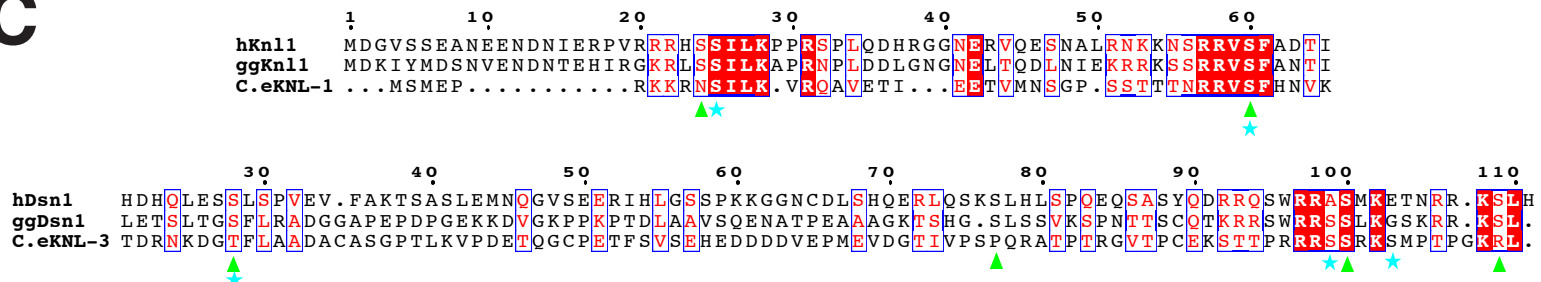 C
1 10 20 30 40 50 60
hKnl1 MDGVSSEANEENDNIERPVRRRHSSILKPPRSPLQDHRGGNERVQESNALRNKKNSRRVSFADTI
ggKnl1 MDKIYMDSNVENDNTEHIRGKRLSSILKAPRNPLDDLGNGNELTQDLNIEKRRKSSRRVSFANTI
C.eKNL-1 ...MSMEP...........RKKRNSILK.VRQAVETI...EETVMNSGP.SSTTTNRRVSFHNVK
30 40 50 60 70 80 90 100 110
hDsn1 HDHQLESSLSPVEV.FAKTSASLEMNQGVSEERIHLGSSPKKGGNCDLSHQERLQSKSLHLSPQEQSASYQDRRQSWRRASMKETNRR.KSLH
ggDsn1 LETSLTGSFLRADGGAPEPDPGEKKDVGKPPKPTDLAAVSQENATPEAAAGKTSHG.SLSSVKSPNTTSCQTKRRSWRRSSLKGSKRR.KSL.
C.eKNL-3 TDRNKDGTFLAADACASGPTLKVPDETQGCPETFSVSEHEDDDDVEPMEVDGTIVPSPQRATPTRGVTPCEKSTTPRRRSSRKSMPTPGKRL.